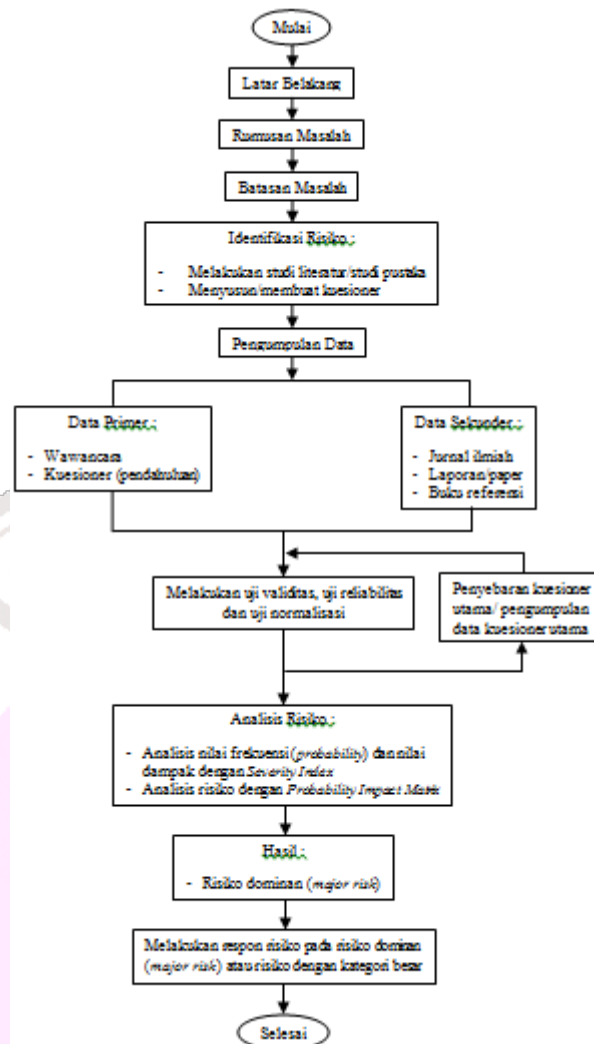 Mulai
Latar Belakang
Rumusan Masalah
Batasan Masalah
Identifikasi Risiko :
- Melakukan studi literatur/studi pustaka
- Menyusun/membuat kuesioner
Pengumpulan Data
Data Primer :
- Wawancara
- Kuesioner (pendahuluan)
Data Sekunder :
- Jurnal ilmiah
- Laporan/paper
- Buku referensi
Melakukan uji validitas, uji reliabilitas
dan uji normalisasi
Penyebaran kuesioner
utama/ pengumpulan
data kuesioner utama
Analisis Risiko :
- Analisis nilai frekuensi (probability) dan nilai
dampak dengan Severity Index
- Analisis risiko dengan Probability Impact Matrix
Hasil :
- Risiko dominan (major risk)
Melakukan respon risiko pada risiko dominan
(major risk) atau risiko dengan kategori besar
Selesai